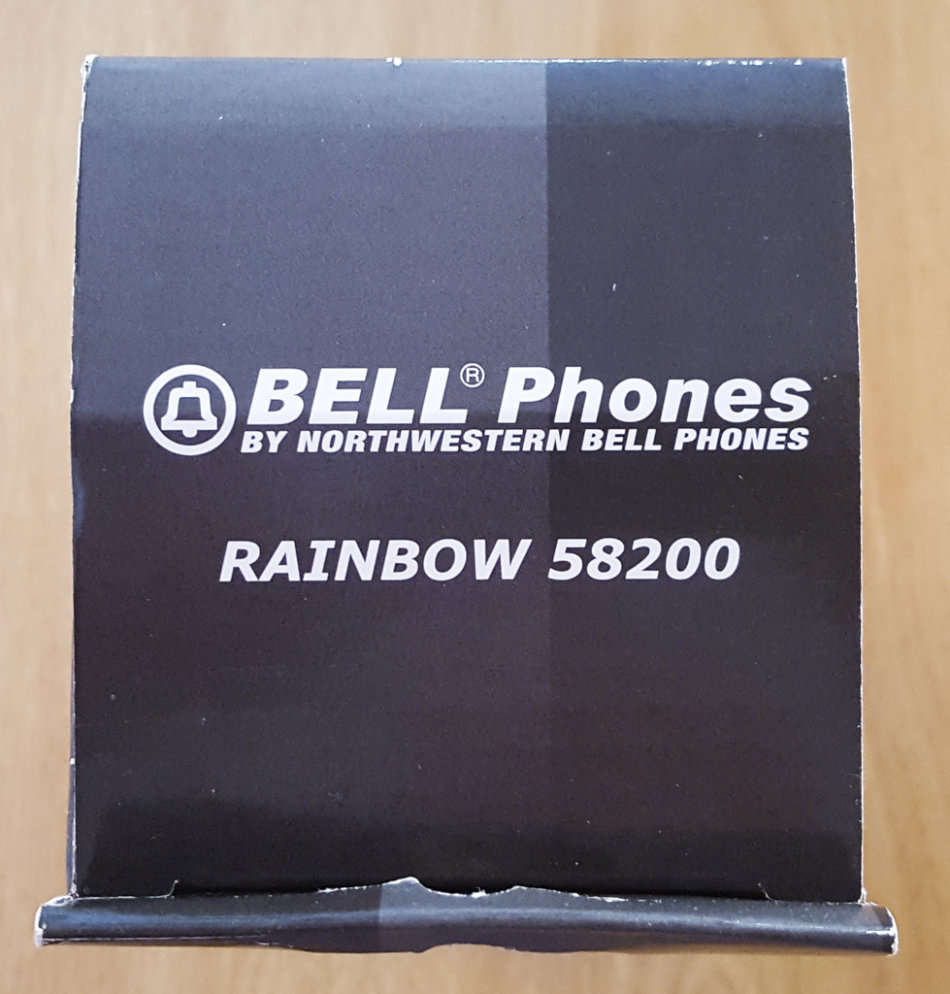 BELL® Phones
BY NORTHWESTERN BELL PHONES
RAINBOW 58200